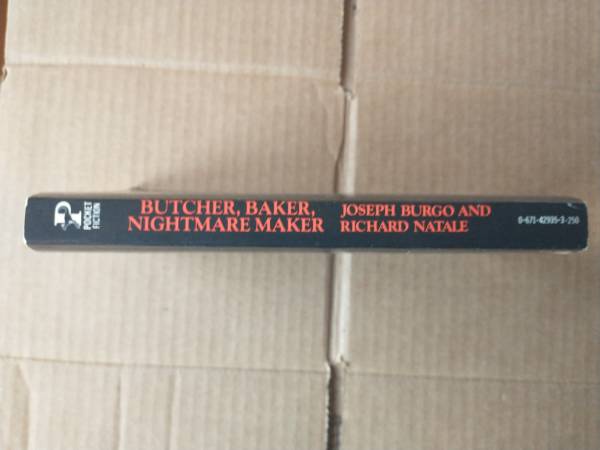 P
POCKET
FICTION
BUTCHER, BAKER,
NIGHTMARE MAKER
JOSEPH BURGO AND
RICHARD NATALE
0-671-42935-3-250